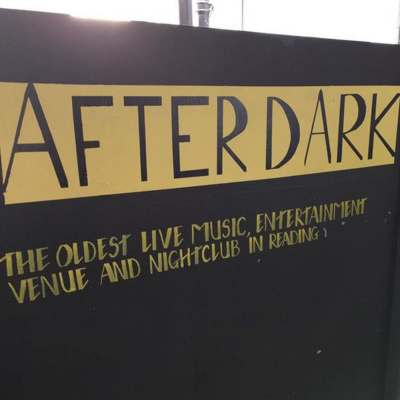 AFTER DARK
THE OLDEST LIVE MUSIC, ENTERTAINMENT
VENUE AND NIGHTCLUB IN READING